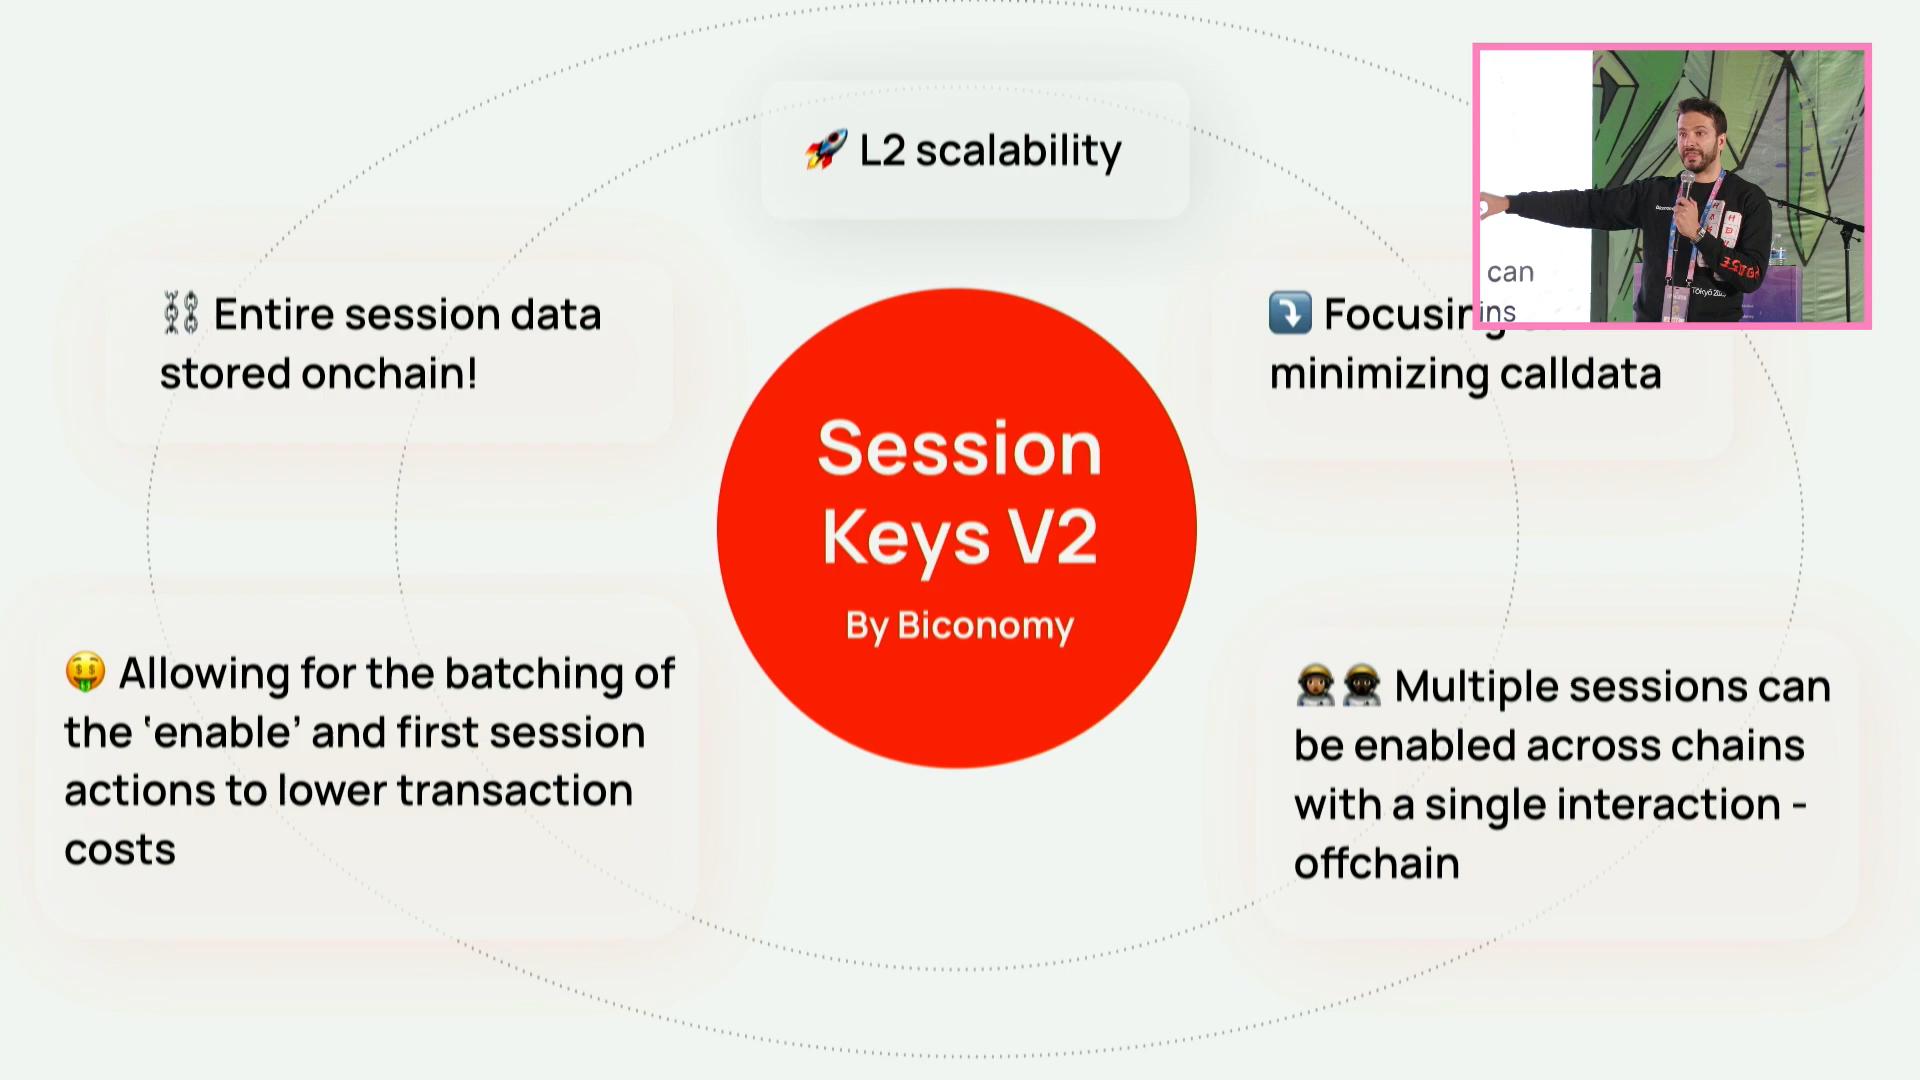 🚀 L2 scalability
⛓️ Entire session data
stored onchain!
⤵️ Focusing
minimizing calldata
Session
Keys V2
By Biconomy
🤑 Allowing for the batching of
the ‘enable’ and first session
actions to lower transaction
costs
Multiple sessions can
be enabled across chains
with a single interaction -
offchain
can
ins